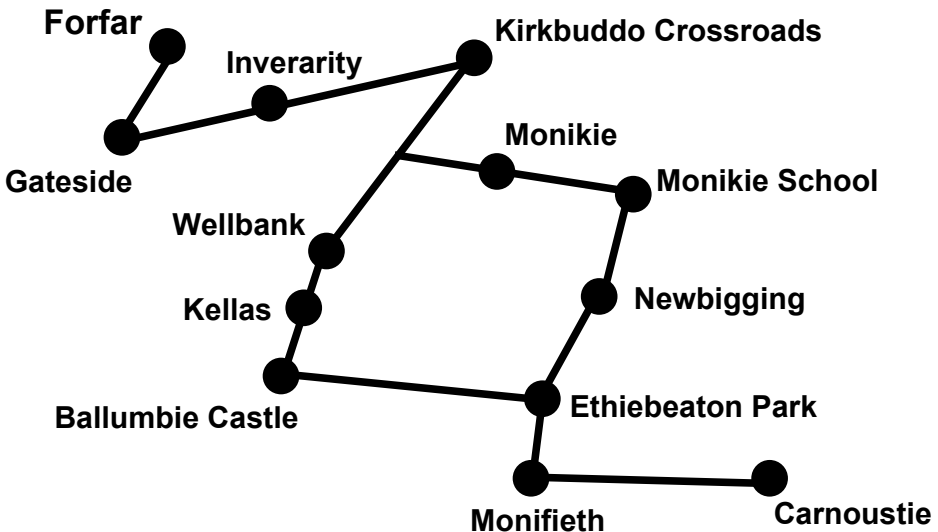 Forfar
Kirkbuddo Crossroads
Inverarity
Monikie
Gateside
Monikie School
Wellbank
Kellas
Newbigging
Ballumbie Castle
Ethiebeaton Park
Monifieth
Carnoustie